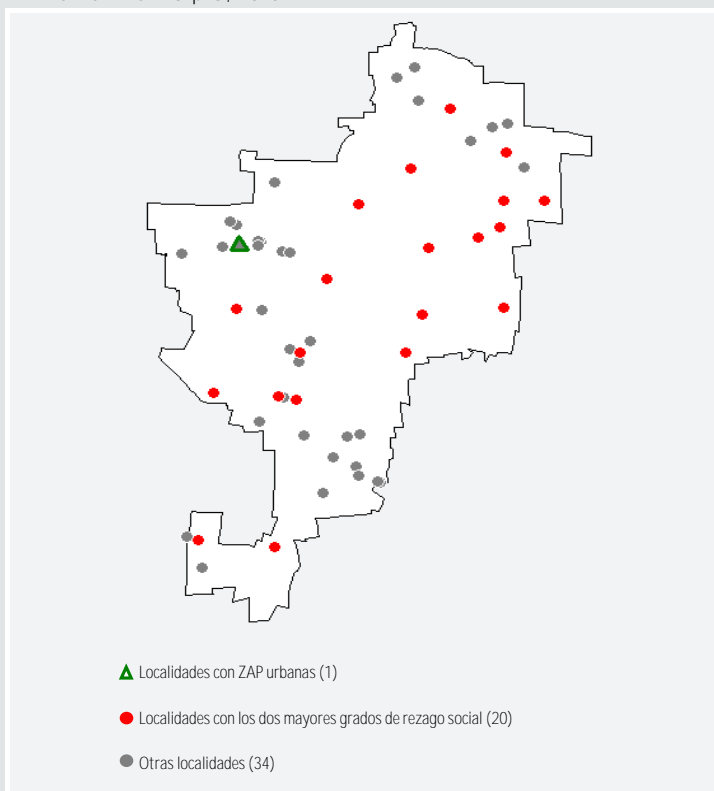 Localidades con ZAP urbanas (1)
Localidades con los dos mayores grados de rezago social (20)
Otras localidades (34)